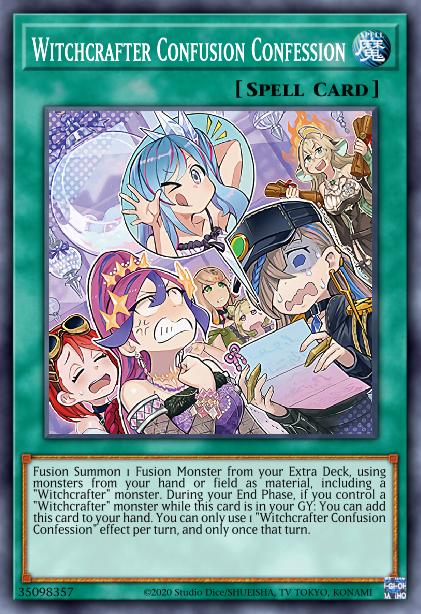 WITCHCRAFTER CONFUSION CONFESSION
SPELL
魔
[SPELL CARD]
Fusion Summon 1 Fusion Monster from your Extra Deck, using
monsters from your hand or field as material, including a
"Witchcrafter" monster. During your End Phase, if you control a
"Witchcrafter" monster while this card is in your GY: You can add
this card to your hand. You can only use 1 "Witchcrafter Confusion
Confession" effect per turn, and only once that turn.
35098357
©2020 Studio Dice/SHUEISHA, TV TOKYO, KONAMI